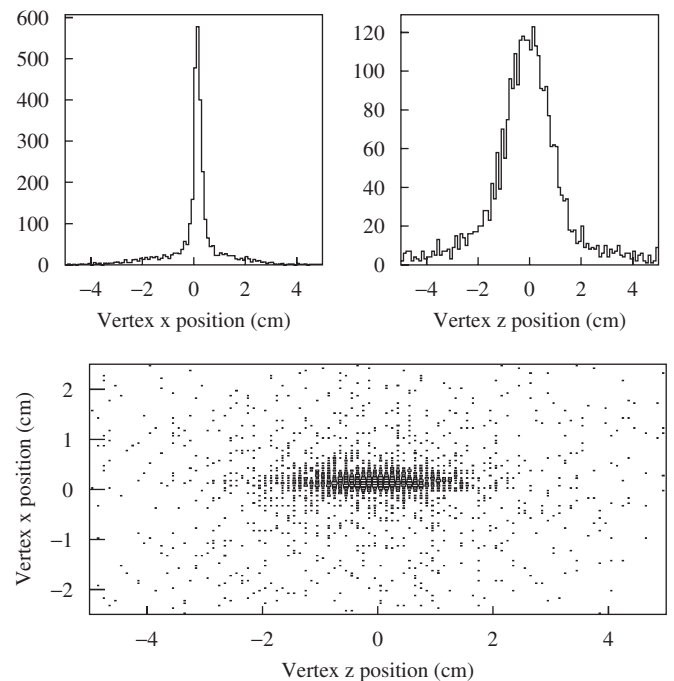 600
500
400
300
200
100
0
−4 −2 0 2 4
Vertex x position (cm)
120
100
80
60
40
20
0
−4 −2 0 2 4
Vertex z position (cm)
Vertex x position (cm)
2
1
0
−1
−2
−4 −2 0 2 4
Vertex z position (cm)